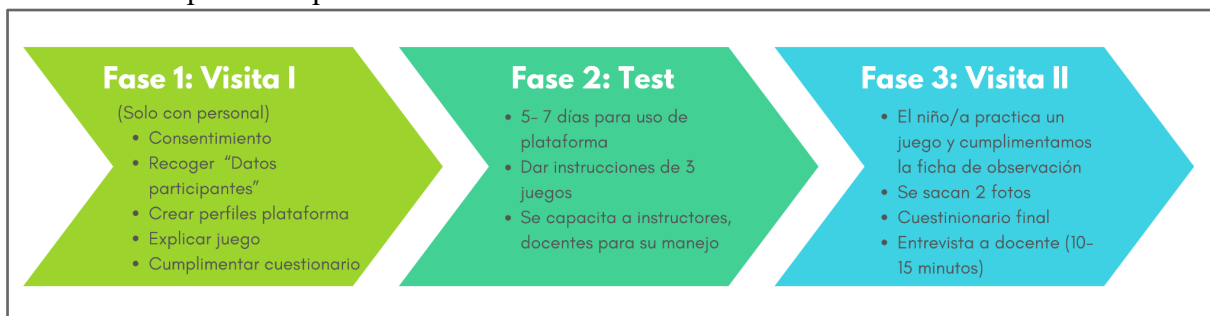 Fase 1: Visita I
(Solo con personal)
• Consentimiento
• Recoger “Datos
participantes”
• Crear perfiles plataforma
• Explicar juego
• Cumplimentar cuestionario
Fase 2: Test
• 5- 7 días para uso de
plataforma
• Dar instrucciones de 3
juegos
• Se capacita a instructores,
docentes para su manejo
Fase 3: Visita II
• El niño/a practica un
juego y cumplimentamos
la ficha de observación
• Se sacan 2 fotos
• Cuestinionario final
• Entrevista a docente (10-
15 minutos)